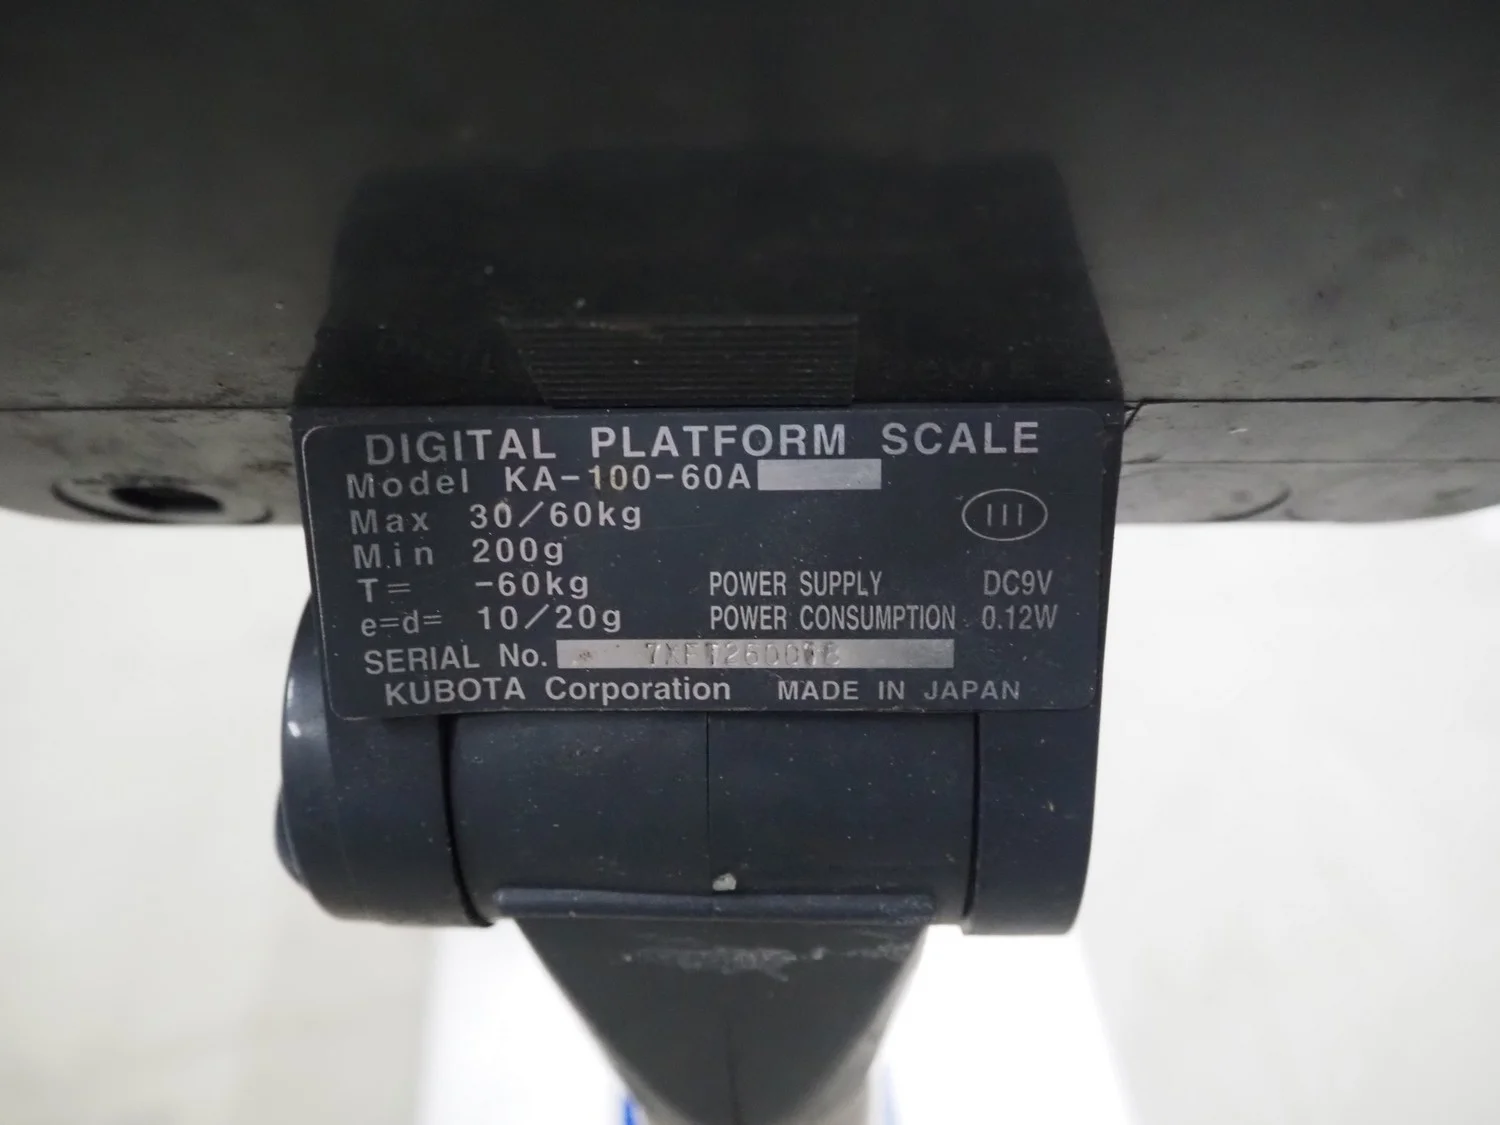 DIGITAL PLATFORM SCALE
Model KA-100-60A
Max 30/60kg
III
Min 200g
T= -60kg POWER SUPPLY DC9V
e=d= 10/20g POWER CONSUMPTION 0.12W
SERIAL No.
KUBOTA Corporation MADE IN JAPAN